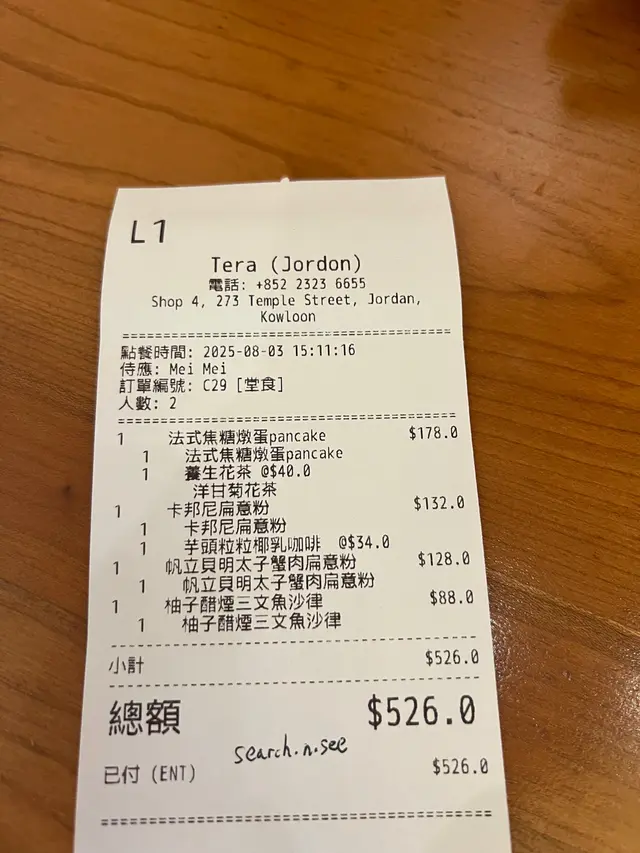 L1
Tera (Jordon)
電話: +852 2323 6655
Shop 4, 273 Temple Street, Jordan,
Kowloon
點餐時間: 2025-08-03 15:11:16
侍應: Mei Mei
訂單編號: C29 [堂食]
人數: 2
1 法式焦糖燉蛋pancake $178.0
1 法式焦糖燉蛋pancake
1 養生花茶 @$40.0
洋甘菊花茶
1 卡邦尼扁意粉 $132.0
1 卡邦尼扁意粉
1 芋頭粒粒椰乳咖啡 @$34.0
1 帆立貝明太子蟹肉扁意粉 $128.0
1 帆立貝明太子蟹肉扁意粉
1 柚子醋煙三文魚沙律 $88.0
1 柚子醋煙三文魚沙律
小計 $526.0
總額 $526.0
search.n.see
已付 (ENT) $526.0